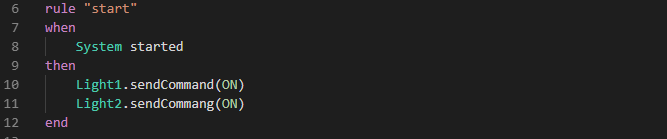 6 rule "start"
7 when
8 System started
9 then
10 Light1.sendCommand(ON)
11 Light2.sendCommang(ON)
12 end